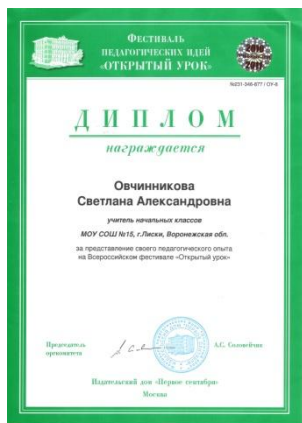 ФЕСТИВАЛЬ
ПЕДАГОГИЧЕСКИХ ИДЕЙ
«ОТКРЫТЫЙ УРОК»
ДИПЛОМ
награждается
Овчинникова
Светлана Александровна
учитель начальных классов
МОУ СОШ №15, г.Лиски, Воронежская обл.
за представление своего педагогического опыта
на Всероссийском фестивале «Открытый урок»
Председатель
оргкомитета
А.С. Соловейчик
Издательский дом «Первое сентября»
Москва